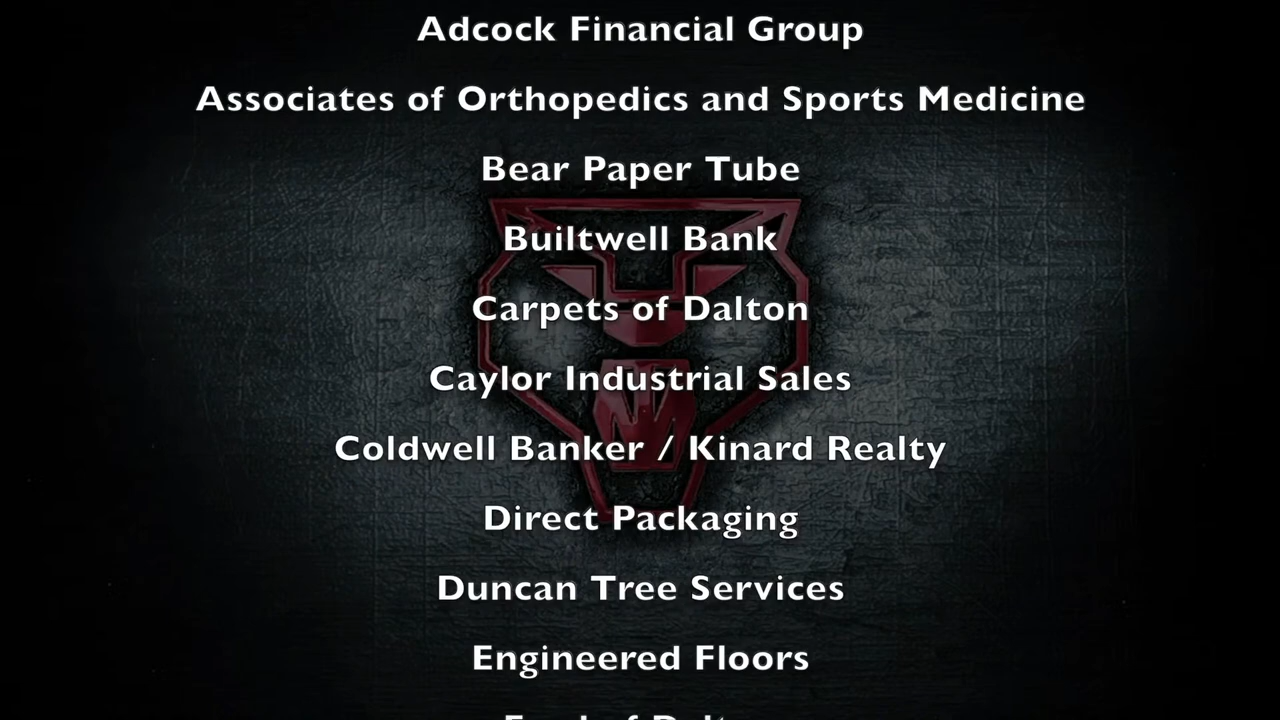 Adcock Financial Group
Associates of Orthopedics and Sports Medicine
Bear Paper Tube
Builtwell Bank
Carpets of Dalton
Caylor Industrial Sales
Coldwell Banker / Kinard Realty
Direct Packaging
Duncan Tree Services
Engineered Floors